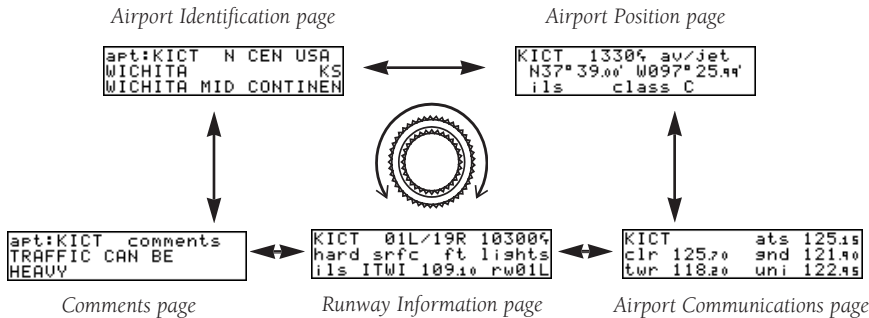 Airport Identification page
Airport Position page
apt:KICT N CEN USA
WICHITA KS
WICHITA MID CONTINEN
KICT 1330ft av/jet
N37°39.00' W097°25.99'
ils class C
apt:KICT comments
TRAFFIC CAN BE
HEAVY
KICT 01L/19R 10300ft
hard srfc ft lights
ils ITWI 109.10 rw01L
KICT ats 125.15
clr 125.70 gnd 121.90
twr 118.20 uni 122.95
Comments page
Runway Information page
Airport Communications page